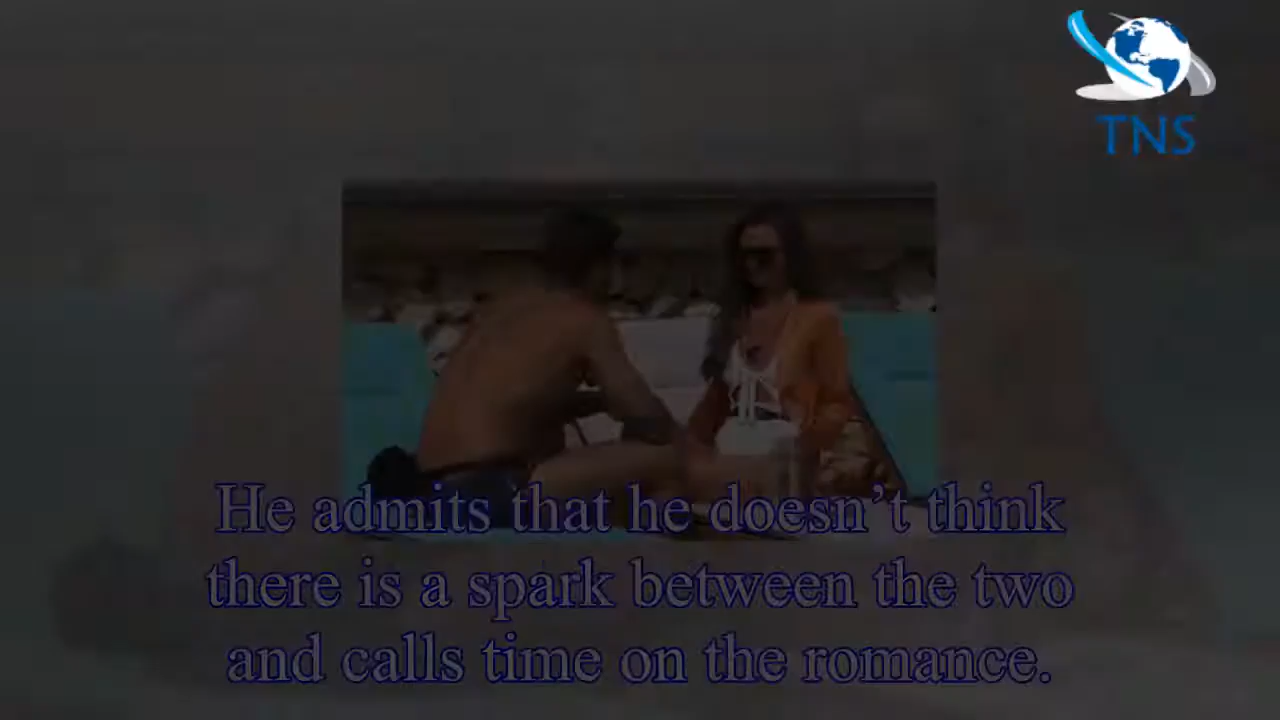 TNS
He admits that he doesn’t think
there is a spark between the two
and calls time on the romance.